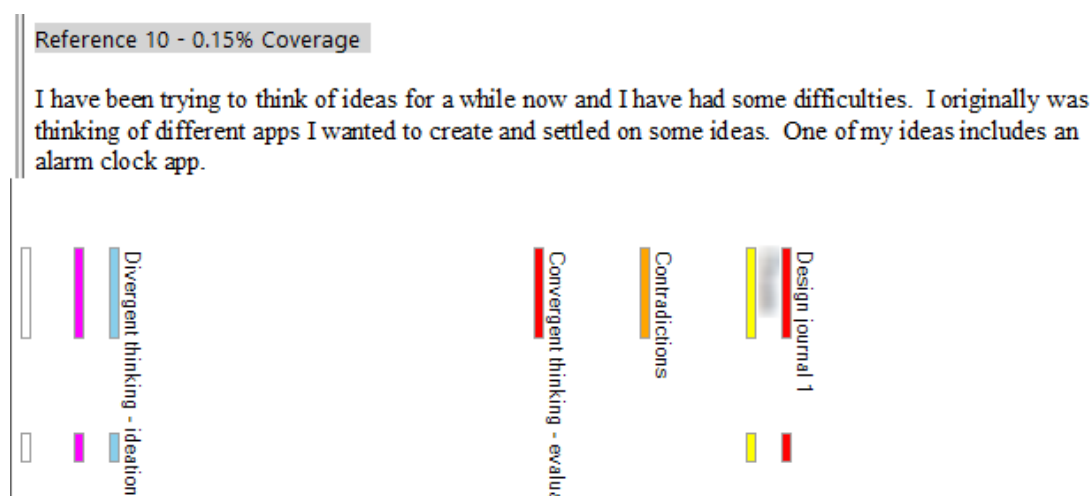 Reference 10 - 0.15% Coverage
I have been trying to think of ideas for a while now and I have had some difficulties.  I originally was
thinking of different apps I wanted to create and settled on some ideas.  One of my ideas includes an
alarm clock app.
Divergent thinking - ideation
Convergent thinking - evalua
Contradictions
Design journal 1